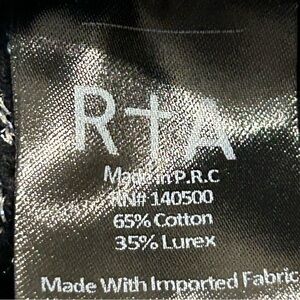 R†A
Made in P.R.C
RN# 140500
65% Cotton
35% Lurex
Made With Imported Fabric